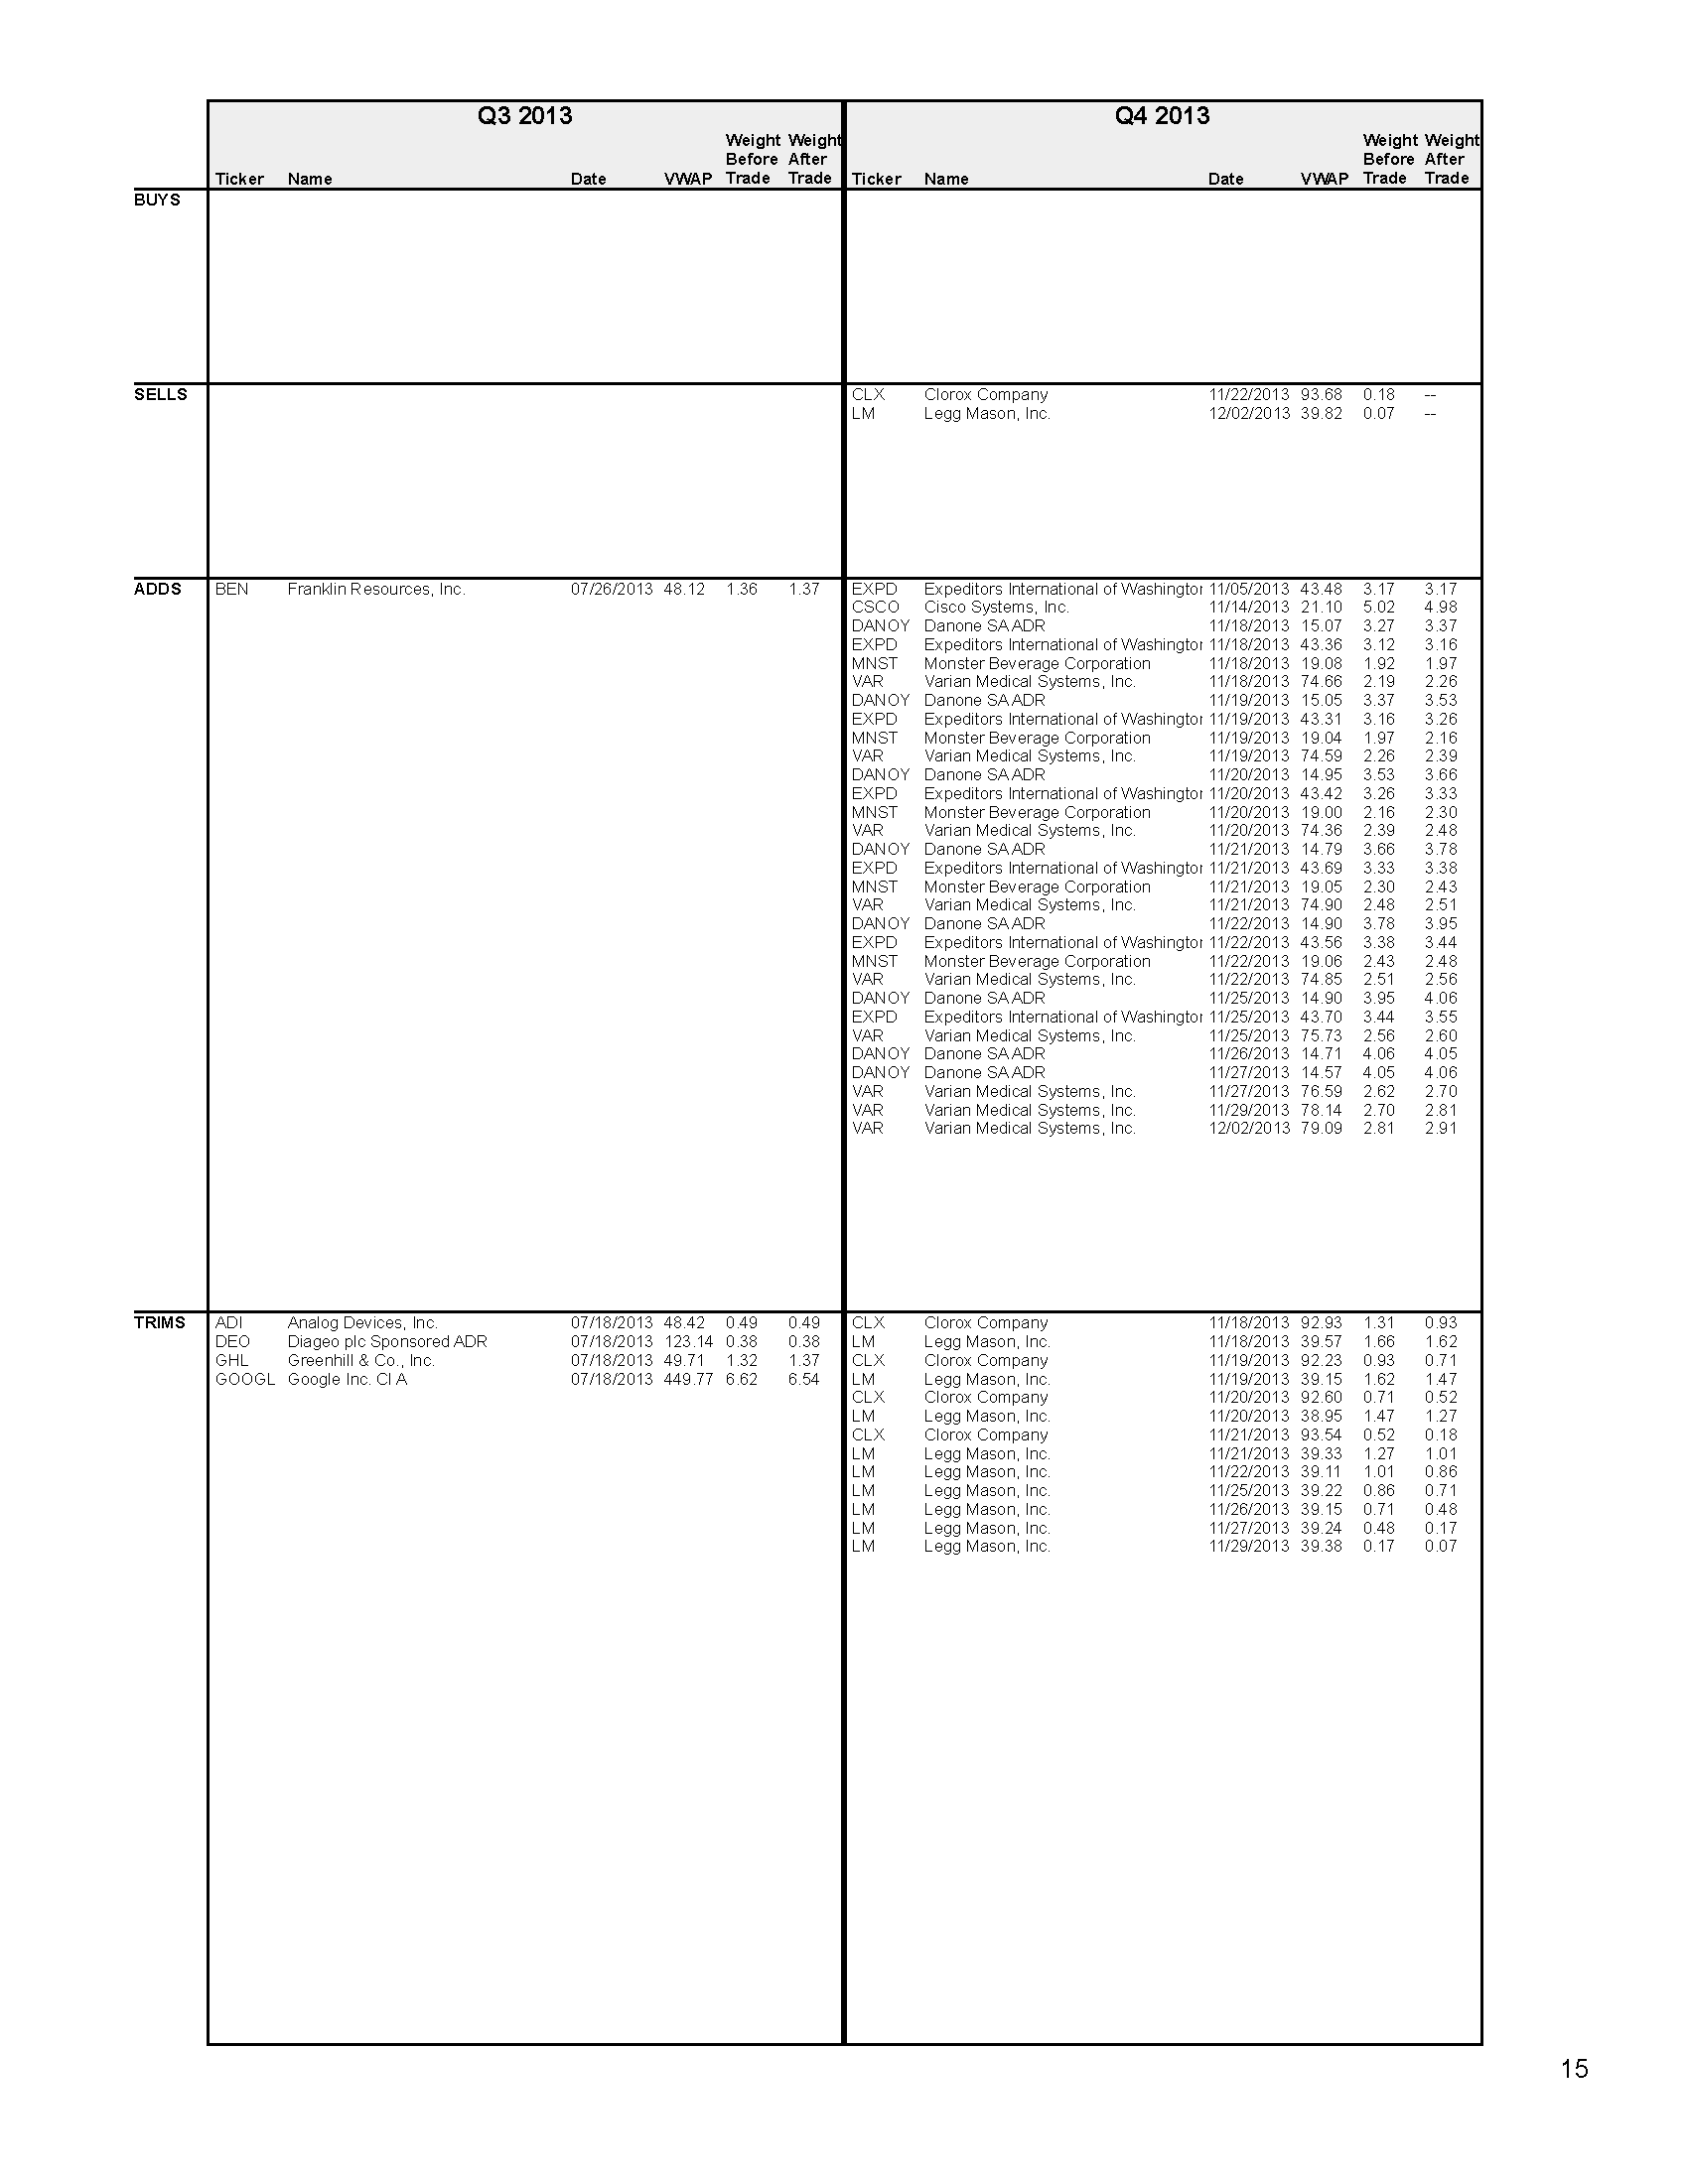 Q3 2013 Q4 2013
Weight Weight Weight Weight
Before After Before After
Ticker Name Date VWAP Trade Trade Ticker Name Date VWAP Trade Trade
BUYS
SELLS CLX Clorox Company 11/22/2013 93.68 0.18 --
LM Legg Mason, Inc. 12/02/2013 39.82 0.07 --
ADDS BEN Franklin Resources, Inc. 07/26/2013 48.12 1.36 1.37 EXPD Expeditors International of Washington 11/05/2013 43.48 3.17 3.17
CSCO Cisco Systems, Inc. 11/14/2013 21.10 5.02 4.98
DANOY Danone SA ADR 11/18/2013 15.07 3.27 3.37
EXPD Expeditors International of Washington 11/18/2013 43.36 3.12 3.16
MNST Monster Beverage Corporation 11/18/2013 19.08 1.92 1.97
VAR Varian Medical Systems, Inc. 11/18/2013 74.66 2.19 2.26
DANOY Danone SA ADR 11/19/2013 15.05 3.37 3.53
EXPD Expeditors International of Washington 11/19/2013 43.31 3.16 3.26
MNST Monster Beverage Corporation 11/19/2013 19.04 1.97 2.16
VAR Varian Medical Systems, Inc. 11/19/2013 74.59 2.26 2.39
DANOY Danone SA ADR 11/20/2013 14.95 3.53 3.66
EXPD Expeditors International of Washington 11/20/2013 43.42 3.26 3.33
MNST Monster Beverage Corporation 11/20/2013 19.00 2.16 2.30
VAR Varian Medical Systems, Inc. 11/20/2013 74.36 2.39 2.48
DANOY Danone SA ADR 11/21/2013 14.79 3.66 3.78
EXPD Expeditors International of Washington 11/21/2013 43.69 3.33 3.38
MNST Monster Beverage Corporation 11/21/2013 19.05 2.30 2.43
VAR Varian Medical Systems, Inc. 11/21/2013 74.90 2.48 2.51
DANOY Danone SA ADR 11/22/2013 14.90 3.78 3.95
EXPD Expeditors International of Washington 11/22/2013 43.56 3.38 3.44
MNST Monster Beverage Corporation 11/22/2013 19.06 2.43 2.48
VAR Varian Medical Systems, Inc. 11/22/2013 74.85 2.51 2.56
DANOY Danone SA ADR 11/25/2013 14.90 3.95 4.06
EXPD Expeditors International of Washington 11/25/2013 43.70 3.44 3.55
VAR Varian Medical Systems, Inc. 11/25/2013 75.73 2.56 2.60
DANOY Danone SA ADR 11/26/2013 14.71 4.06 4.05
DANOY Danone SA ADR 11/27/2013 14.57 4.05 4.06
VAR Varian Medical Systems, Inc. 11/27/2013 76.59 2.62 2.70
VAR Varian Medical Systems, Inc. 11/29/2013 78.14 2.70 2.81
VAR Varian Medical Systems, Inc. 12/02/2013 79.09 2.81 2.91
TRIMS ADI Analog Devices, Inc. 07/18/2013 48.42 0.49 0.49 CLX Clorox Company 11/18/2013 92.93 1.31 0.93
DEO Diageo plc Sponsored ADR 07/18/2013 123.14 0.38 0.38 LM Legg Mason, Inc. 11/18/2013 39.57 1.66 1.62
GHL Greenhill & Co., Inc. 07/18/2013 49.71 1.32 1.37 CLX Clorox Company 11/19/2013 92.23 0.93 0.71
GOOGL Google Inc. Cl A 07/18/2013 449.77 6.62 6.54 LM Legg Mason, Inc. 11/19/2013 39.15 1.62 1.47
CLX Clorox Company 11/20/2013 92.60 0.71 0.52
LM Legg Mason, Inc. 11/20/2013 38.95 1.47 1.27
CLX Clorox Company 11/21/2013 93.54 0.52 0.18
LM Legg Mason, Inc. 11/21/2013 39.33 1.27 1.01
LM Legg Mason, Inc. 11/22/2013 39.11 1.01 0.86
LM Legg Mason, Inc. 11/25/2013 39.22 0.86 0.71
LM Legg Mason, Inc. 11/26/2013 39.15 0.71 0.48
LM Legg Mason, Inc. 11/27/2013 39.24 0.48 0.17
LM Legg Mason, Inc. 11/29/2013 39.38 0.17 0.07
15